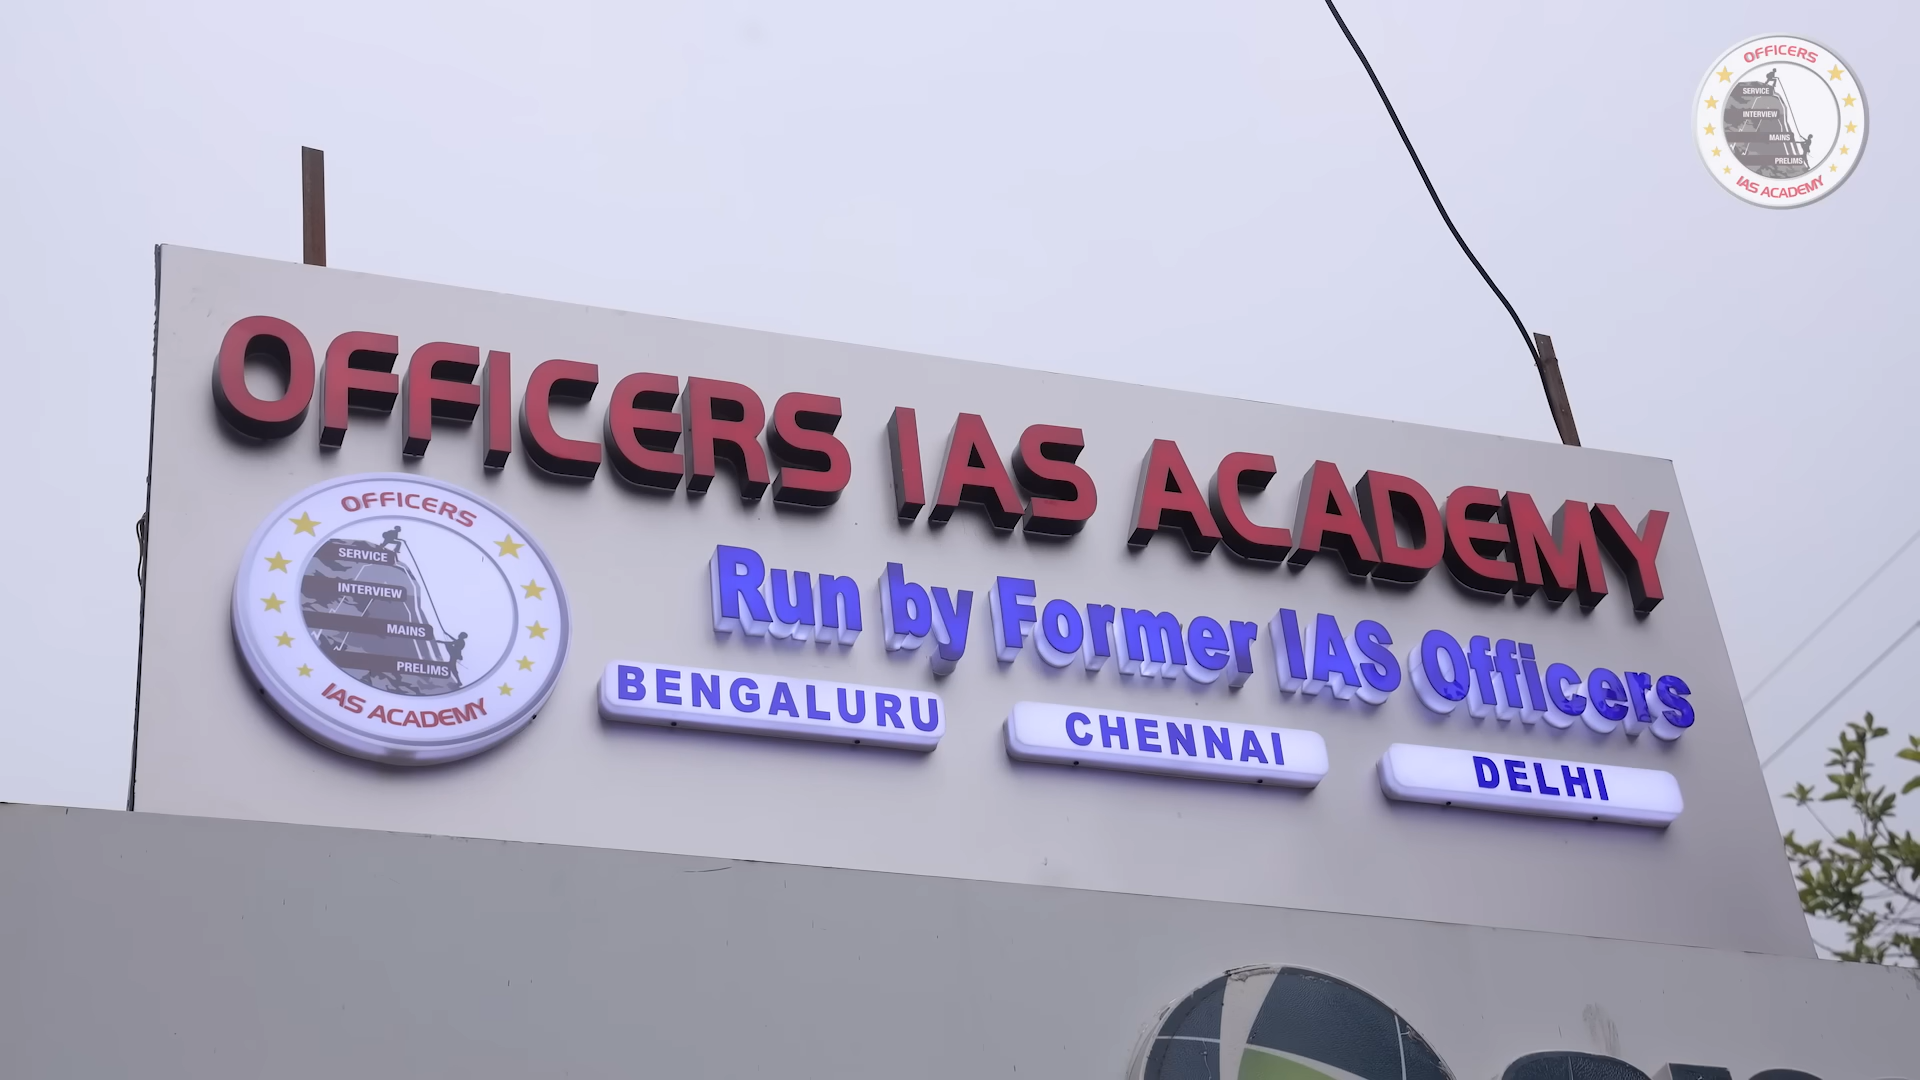 OFFICERS
SERVICE
INTERVIEW
MAINS
PRELIMS
IAS ACADEMY
OFFICERS IAS ACADEMY
Run by Former IAS Officers
OFFICERS
SERVICE
INTERVIEW
MAINS
PRELIMS
IAS ACADEMY
BENGALURU
CHENNAI
DELHI